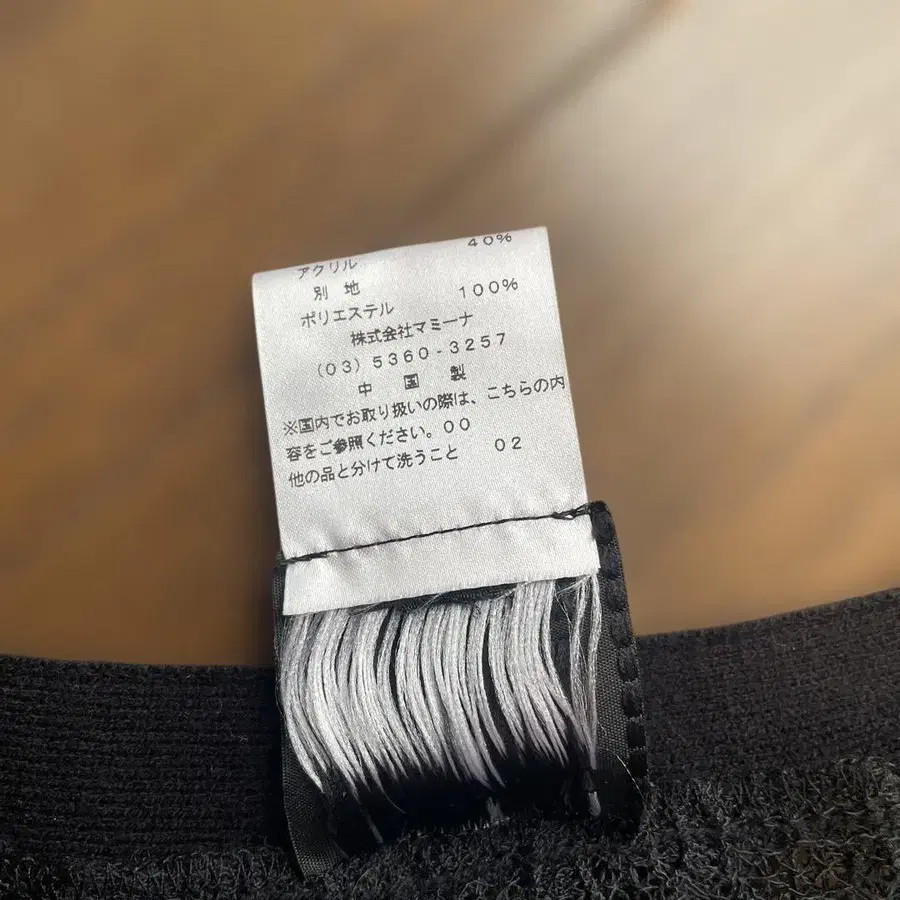 アクリル 40%
別 地
ポリエステル 100%
株式会社マミーナ
(03)5360-3257
中 国 製
※国内でお取り扱いの際は、こちらの内
容をご参照ください。00
他の品と分けて洗うこと 02